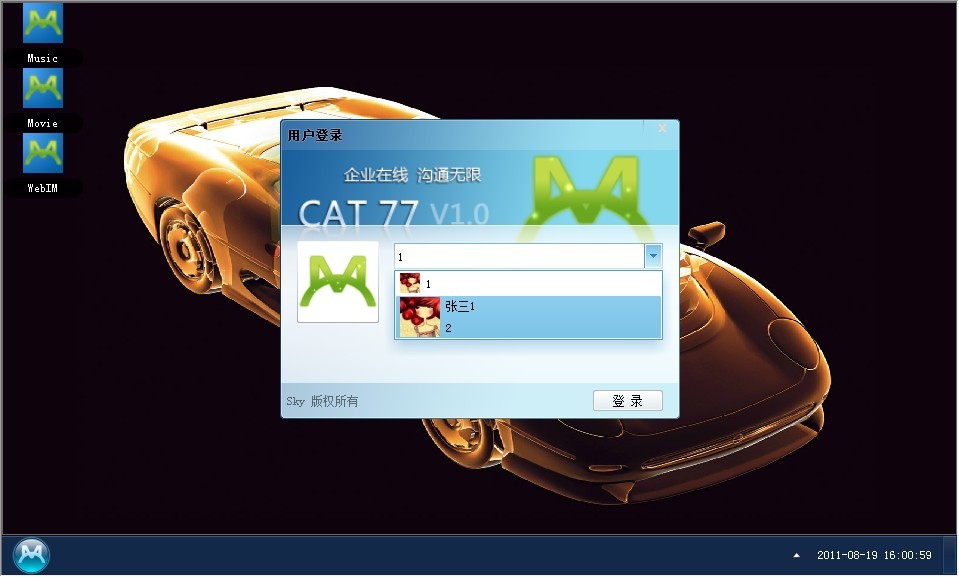 Music
Movie
WebIM
用户登录
企业在线 沟通无限
CAT 77 V1.0
1
1
张三1
2
Sky 版权所有
登 录
2011-08-19 16:00:59